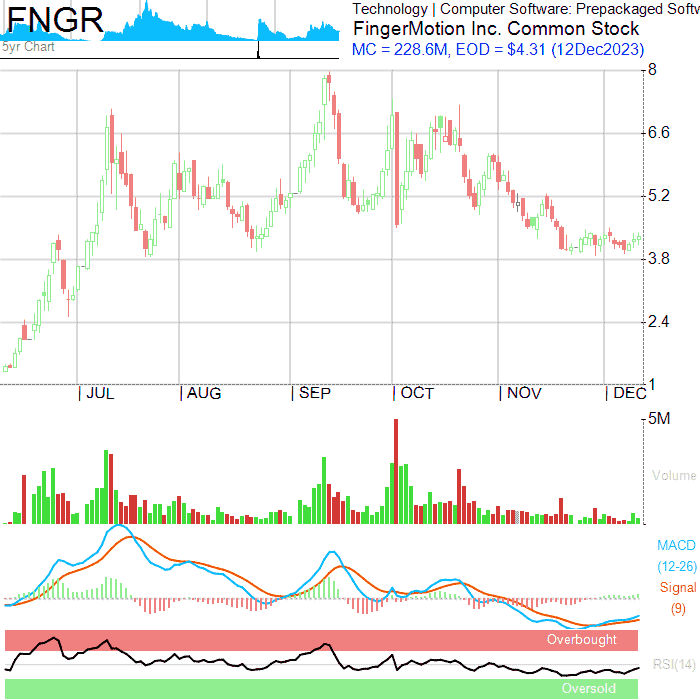 FNGR
5yr Chart
Technology | Computer Software: Prepackaged Softw
FingerMotion Inc. Common Stock
MC = 228.6M, EOD = $4.31 (12Dec2023)
8
6.6
5.2
3.8
2.4
1
JUL AUG SEP OCT NOV DEC
5M
Volume
MACD
(12-26)
Signal
(9)
Overbought
RSI(14)
Oversold